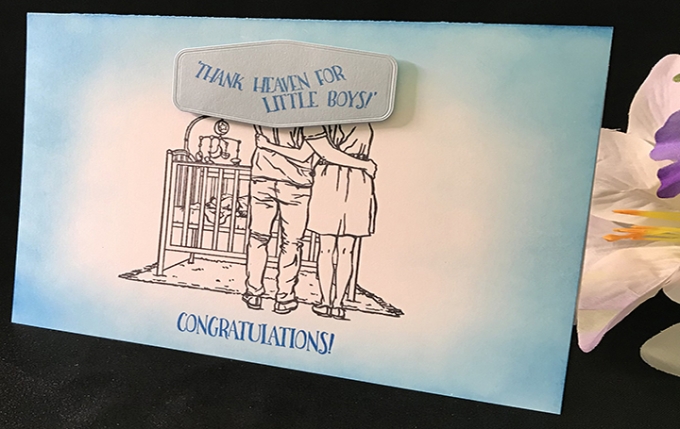 'THANK HEAVEN FOR
LITTLE BOYS!'
CONGRATULATIONS!